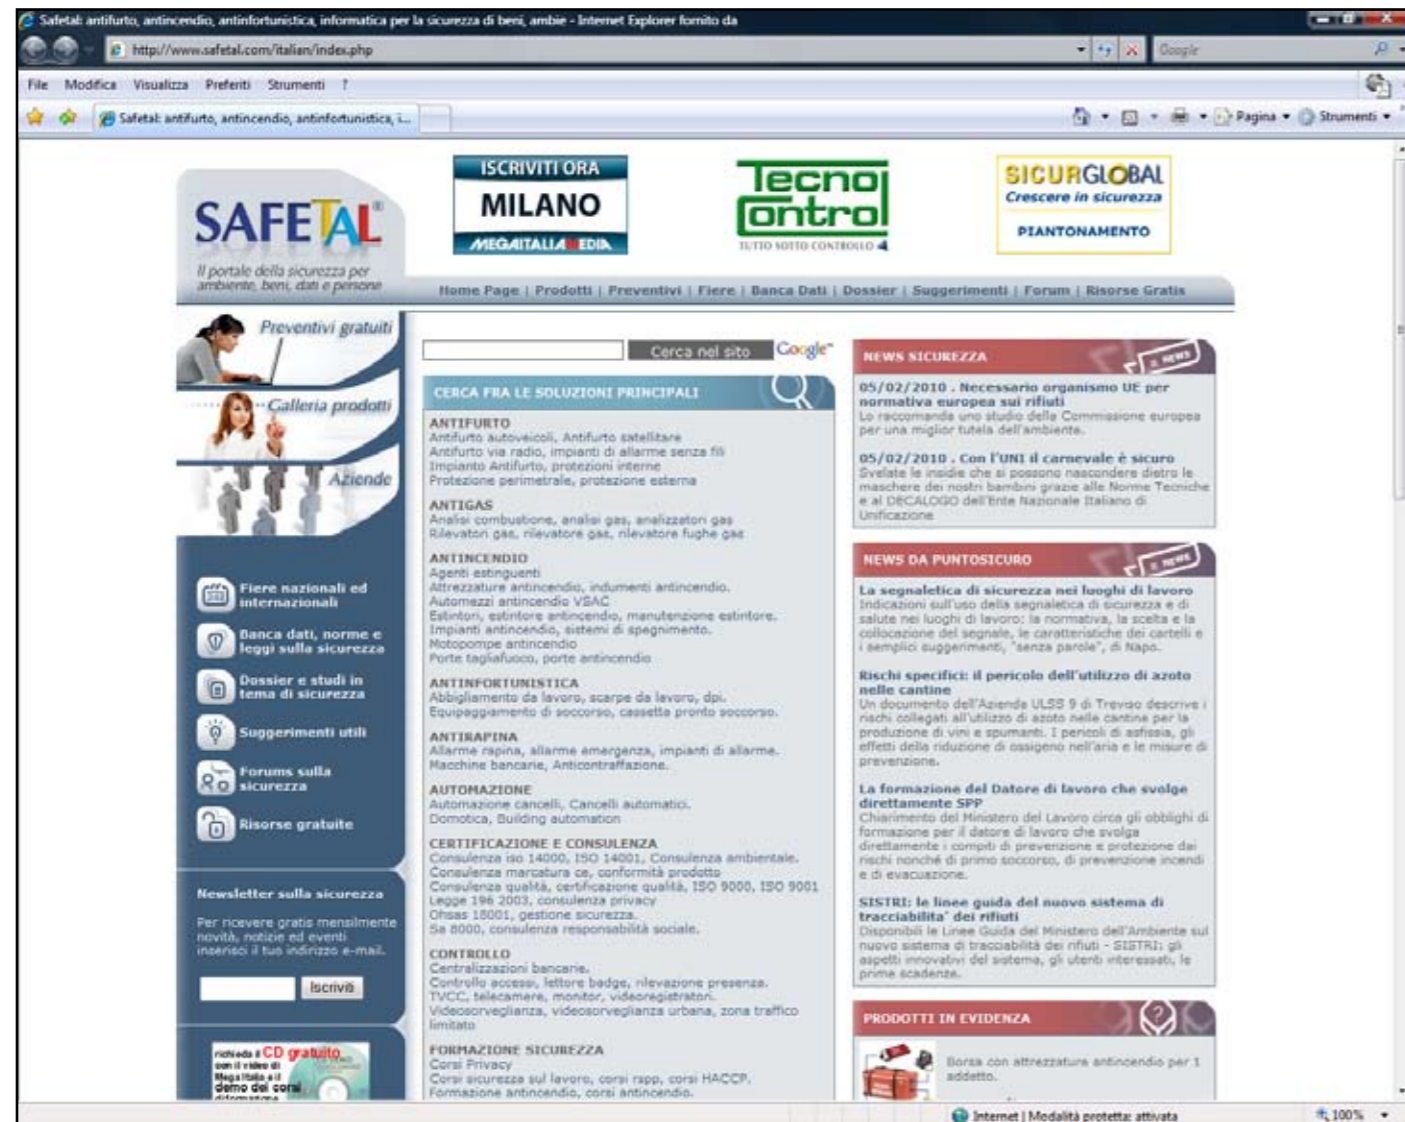 Safetal: antifurto, antincendio, antinfortunistica, informatica per la sicurezza di beni, ambie - Internet Explorer fornito da
http://www.safetal.com/italian/index.php
Google
File Modifica Visualizza Preferiti Strumenti ?
Safetal: antifurto, antincendio, antinfortunistica, i...
Pagina
Strumenti
SAFETAL®
Il portale della sicurezza per
ambiente, beni, dati e persone
ISCRIVITI ORA
MILANO
MEGAITALIAMEDIA
Tecno
Control
TUTTO SOTTO CONTROLLO
SICURGLOBAL
Crescere in sicurezza
PIANTONAMENTO
Home Page | Prodotti | Preventivi | Fiere | Banca Dati | Dossier | Suggerimenti | Forum | Risorse Gratis
Preventivi gratuiti
Galleria prodotti
Aziende
Fiere nazionali ed
internazionali
Banca dati, norme e
leggi sulla sicurezza
Dossier e studi in
tema di sicurezza
Suggerimenti utili
Forums sulla
sicurezza
Risorse gratuite
Newsletter sulla sicurezza
Per ricevere gratis mensilmente
novità, notizie ed eventi
inserisci il tuo indirizzo e-mail.
Iscriviti
richieda il CD gratuito
con il video di
Mega Italia e il
demo dei corsi
Cerca nel sito
Google™
CERCA FRA LE SOLUZIONI PRINCIPALI
ANTIFURTO
Antifurto autoveicoli, Antifurto satellitare
Antifurto via radio, impianti di allarme senza fili
Impianto Antifurto, protezioni interne
Protezione perimetrale, protezione esterna
ANTIGAS
Analisi combustione, analisi gas, analizzatori gas
Rilevatori gas, rilevatore gas, rilevatore fughe gas
ANTINCENDIO
Agenti estinguenti
Attrezzature antincendio, indumenti antincendio.
Automezzi antincendio VSAC
Estintori, estintore antincendio, manutenzione estintore.
Impianti antincendio, sistemi di spegnimento.
Motopompe antincendio
Porte tagliafuoco, porte antincendio
ANTINFORTUNISTICA
Abbigliamento da lavoro, scarpe da lavoro, dpi.
Equipaggiamento di soccorso, cassetta pronto soccorso.
ANTIRAPINA
Allarme rapina, allarme emergenza, impianti di allarme.
Macchine bancarie, Anticontraffazione.
AUTOMAZIONE
Automazione cancelli, Cancelli automatici.
Domotica, Building automation
CERTIFICAZIONE E CONSULENZA
Consulenza iso 14000, ISO 14001, Consulenza ambientale.
Consulenza marcatura ce, conformità prodotto
Consulenza qualità, certificazione qualità, ISO 9000, ISO 9001
Legge 196 2003, consulenza privacy
Ohsas 18001, gestione sicurezza.
Sa 8000, consulenza responsabilità sociale.
CONTROLLO
Centralizzazioni bancarie.
Controllo accessi, lettore badge, rilevazione presenza.
TVCC, telecamere, monitor, videoregistratori.
Videosorveglianza, videosorveglianza urbana, zona traffico
limitato
FORMAZIONE SICUREZZA
Corsi Privacy
Corsi sicurezza sul lavoro, corsi rspp, corsi HACCP.
Formazione antincendio, corsi antincendio.
NEWS SICUREZZA
NEWS
05/02/2010 . Necessario organismo UE per
normativa europea sui rifiuti
Lo raccomanda uno studio della Commissione europea
per una miglior tutela dell'ambiente.
05/02/2010 . Con l'UNI il carnevale è sicuro
Svelate le insidie che si possono nascondere dietro le
maschere dei nostri bambini grazie alle Norme Tecniche
e al DECALOGO dell'Ente Nazionale Italiano di
Unificazione
NEWS DA PUNTOSICURO
NEWS
La segnaletica di sicurezza nei luoghi di lavoro
Indicazioni sull'uso della segnaletica di sicurezza e di
salute nei luoghi di lavoro: la normativa, la scelta e la
collocazione del segnale, le caratteristiche dei cartelli e
i semplici suggerimenti, "senza parole", di Napo.
Rischi specifici: il pericolo dell'utilizzo di azoto
nelle cantine
Un documento dell'Azienda ULSS 9 di Treviso descrive i
rischi collegati all'utilizzo di azoto nelle cantine per la
produzione di vini e spumanti. I pericoli di asfissia, gli
effetti della riduzione di ossigeno nell'aria e le misure di
prevenzione.
La formazione del Datore di lavoro che svolge
direttamente SPP
Chiarimento del Ministero del Lavoro circa gli obblighi di
formazione per il datore di lavoro che svolga
direttamente i compiti di prevenzione e protezione dai
rischi nonché di primo soccorso, di prevenzione incendi
e di evacuazione.
SISTRI: le linee guida del nuovo sistema di
tracciabilita' dei rifiuti
Disponibili le Linee Guida del Ministero dell'Ambiente sul
nuovo sistema di tracciabilità dei rifiuti - SISTRI: gli
aspetti innovativi del sistema, gli utenti interessati, le
prime scadenze.
PRODOTTI IN EVIDENZA
Borsa con attrezzature antincendio per 1
addetto.
Internet | Modalità protetta: attivata
100%